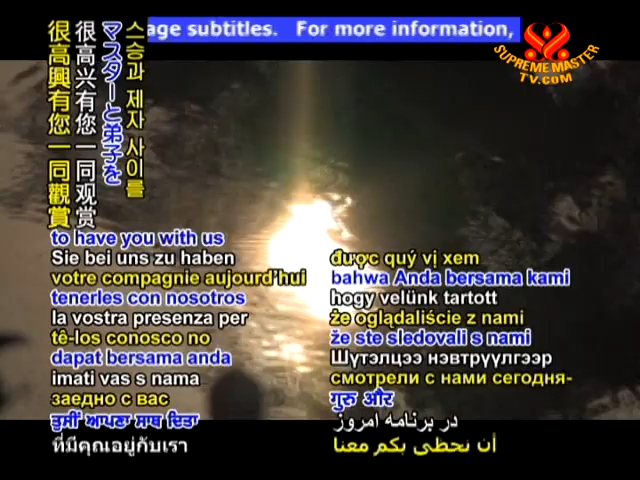 age subtitles. For more information,
SUPREME MASTER
TV.COM
很高興有您一同觀賞
很高兴有您一同观赏
マスターと弟子を
스승과 제자 사이를
to have you with us
Sie bei uns zu haben
votre compagnie aujourd'hui
tenerles con nosotros
la vostra presenza per
tê-los conosco no
dapat bersama anda
imati vas s nama
заедно с вас
ਤੁਸੀਂ ਆਪਣਾ ਸਾਥ ਦਿਤਾ
ที่มีคุณอยู่กับเรา
được quý vị xem
bahwa Anda bersama kami
hogy velünk tartott
że oglądaliście z nami
že ste sledovali s nami
Шүтэлцээ нэвтрүүлгээр
смотрели с нами сегодня-
गुरु और
در برنامه امروز
أن نحظى بكم معنا